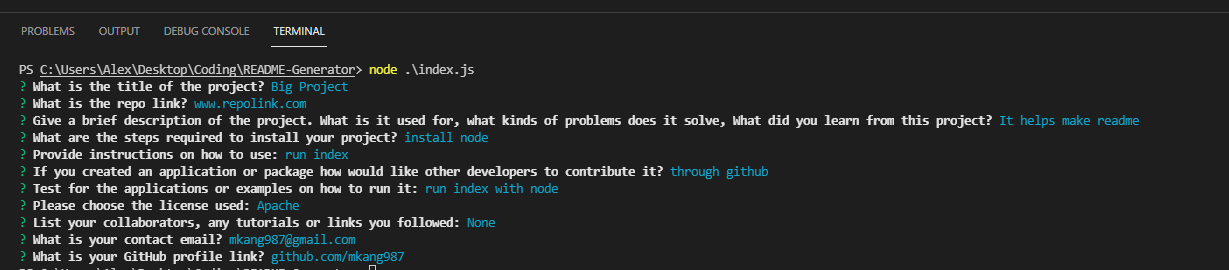 PROBLEMS OUTPUT DEBUG CONSOLE TERMINAL
PS C:\Users\Alex\Desktop\Coding\README-Generator> node .\index.js
? What is the title of the project? Big Project
? What is the repo link? www.repolink.com
? Give a brief description of the project. What is it used for, what kinds of problems does it solve, What did you learn from this project? It helps make readme
? What are the steps required to install your project? install node
? Provide instructions on how to use: run index
? If you created an application or package how would like other developers to contribute it? through github
? Test for the applications or examples on how to run it: run index with node
? Please choose the license used: Apache
? List your collaborators, any tutorials or links you followed: None
? What is your contact email? mkang987@gmail.com
? What is your GitHub profile link? github.com/mkang987
PS C:\Users\Alex\Desktop\Coding\README-Generator>